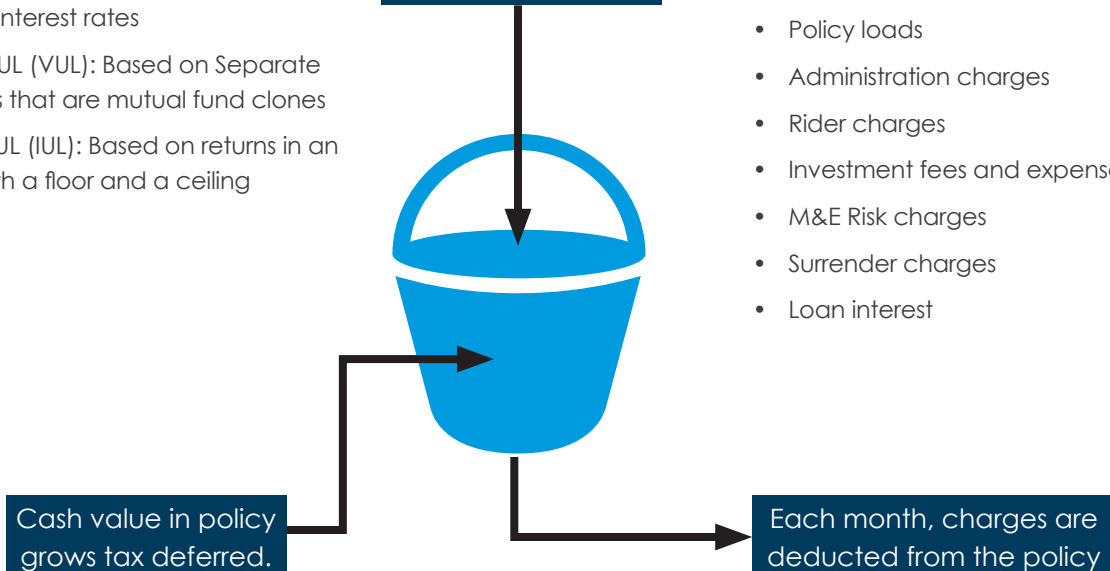 nterest rates
UL (VUL): Based on Separate
s that are mutual fund clones
UL (IUL): Based on returns in an
th a floor and a ceiling
• Policy loads
• Administration charges
• Rider charges
• Investment fees and expens
• M&E Risk charges
• Surrender charges
• Loan interest
Cash value in policy
grows tax deferred.
Each month, charges are
deducted from the policy